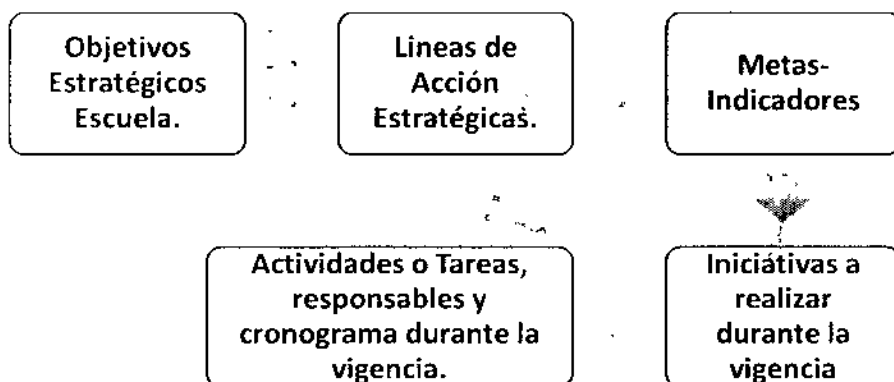 Objetivos
Estratégicos
Escuela.
Líneas de
Acción
Estratégicas.
Metas-
Indicadores
Actividades o Tareas,
responsables y
cronograma durante la
vigencia.
Iniciátivas a
realizar
durante la
vigencia